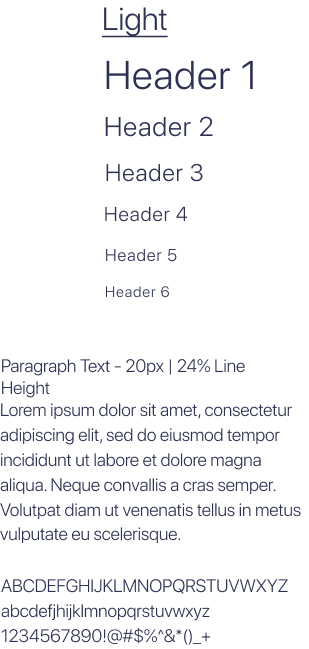 Light
Header 1
Header 2
Header 3
Header 4
Header 5
Header 6
Paragraph Text - 20px | 24% Line
Height
Lorem ipsum dolor sit amet, consectetur
adipiscing elit, sed do eiusmod tempor
incididunt ut labore et dolore magna
aliqua. Neque convallis a cras semper.
Volutpat diam ut venenatis tellus in metus
vulputate eu scelerisque.
ABCDEFGHIJKLMNOPQRSTUVWXYZ
abcdefjhijklmnopqrstuvwxyz
1234567890!@#$%^&*()_+